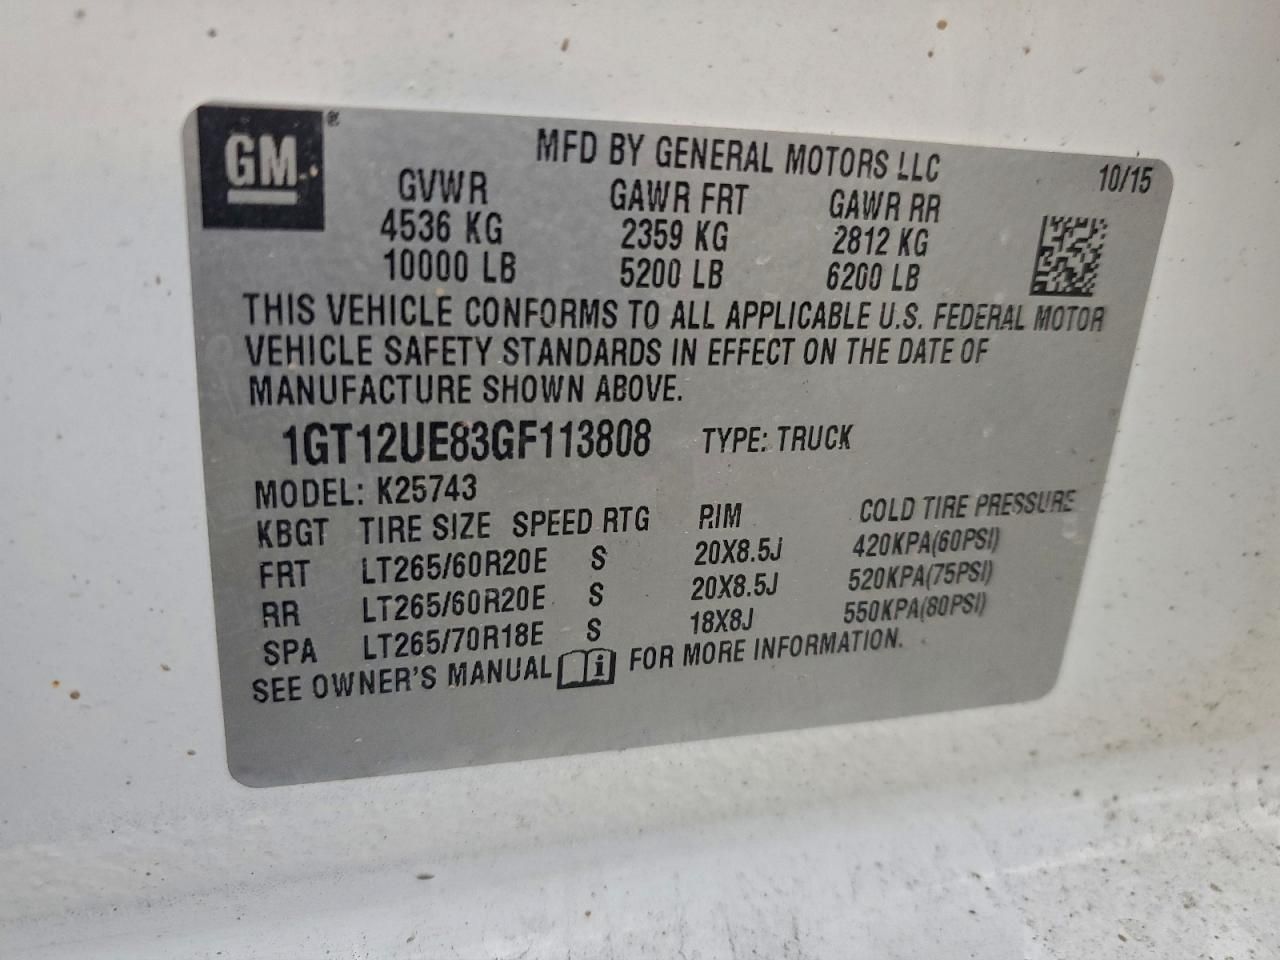 GM ®
MFD BY GENERAL MOTORS LLC 10/15
GVWR GAWR FRT GAWR RR
4536 KG 2359 KG 2812 KG
10000 LB 5200 LB 6200 LB
THIS VEHICLE CONFORMS TO ALL APPLICABLE U.S. FEDERAL MOTOR
VEHICLE SAFETY STANDARDS IN EFFECT ON THE DATE OF
MANUFACTURE SHOWN ABOVE.
1GT12UE83GF113808 TYPE: TRUCK
MODEL: K25743
KBGT TIRE SIZE SPEED RTG RIM COLD TIRE PRESSURE
FRT LT265/60R20E S 20X8.5J 420KPA(60PSI)
RR LT265/60R20E S 20X8.5J 520KPA(75PSI)
SPA LT265/70R18E S 18X8J 550KPA(80PSI)
SEE OWNER'S MANUAL i FOR MORE INFORMATION.